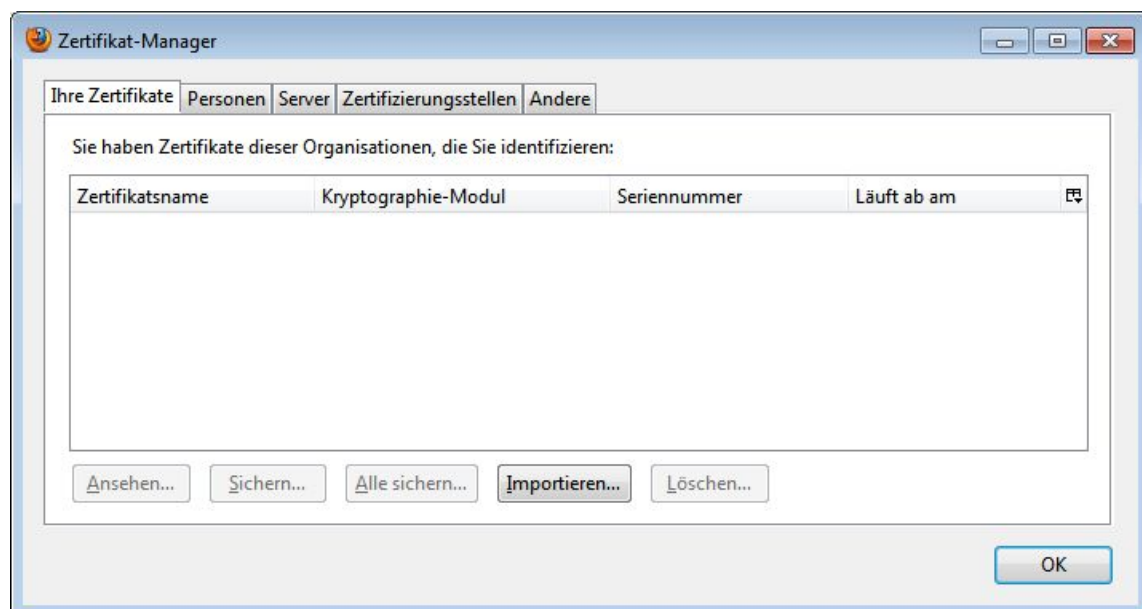 Zertifikat-Manager
Ihre Zertifikate Personen Server Zertifizierungsstellen Andere
Sie haben Zertifikate dieser Organisationen, die Sie identifizieren:
Zertifikatsname Kryptographie-Modul Seriennummer Läuft ab am
Ansehen... Sichern... Alle sichern... Importieren... Löschen...
OK